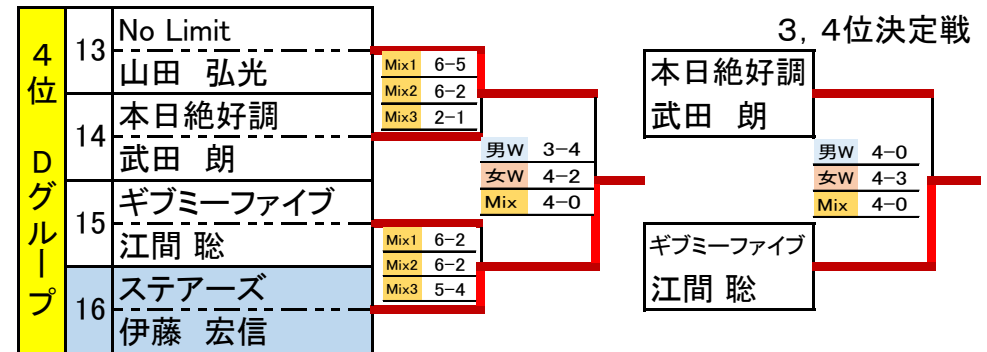 4位 Dグループ
13
No Limit
山田 弘光
14
本日絶好調
武田 朗
15
ギブミーファイブ
江間 聡
16
ステアーズ
伊藤 宏信
Mix1 6-5
Mix2 6-2
Mix3 2-1
Mix1 6-2
Mix2 6-2
Mix3 5-4
男W 3-4
女W 4-2
Mix 4-0
3, 4位決定戦
本日絶好調
武田 朗
ギブミーファイブ
江間 聡
男W 4-0
女W 4-3
Mix 4-0